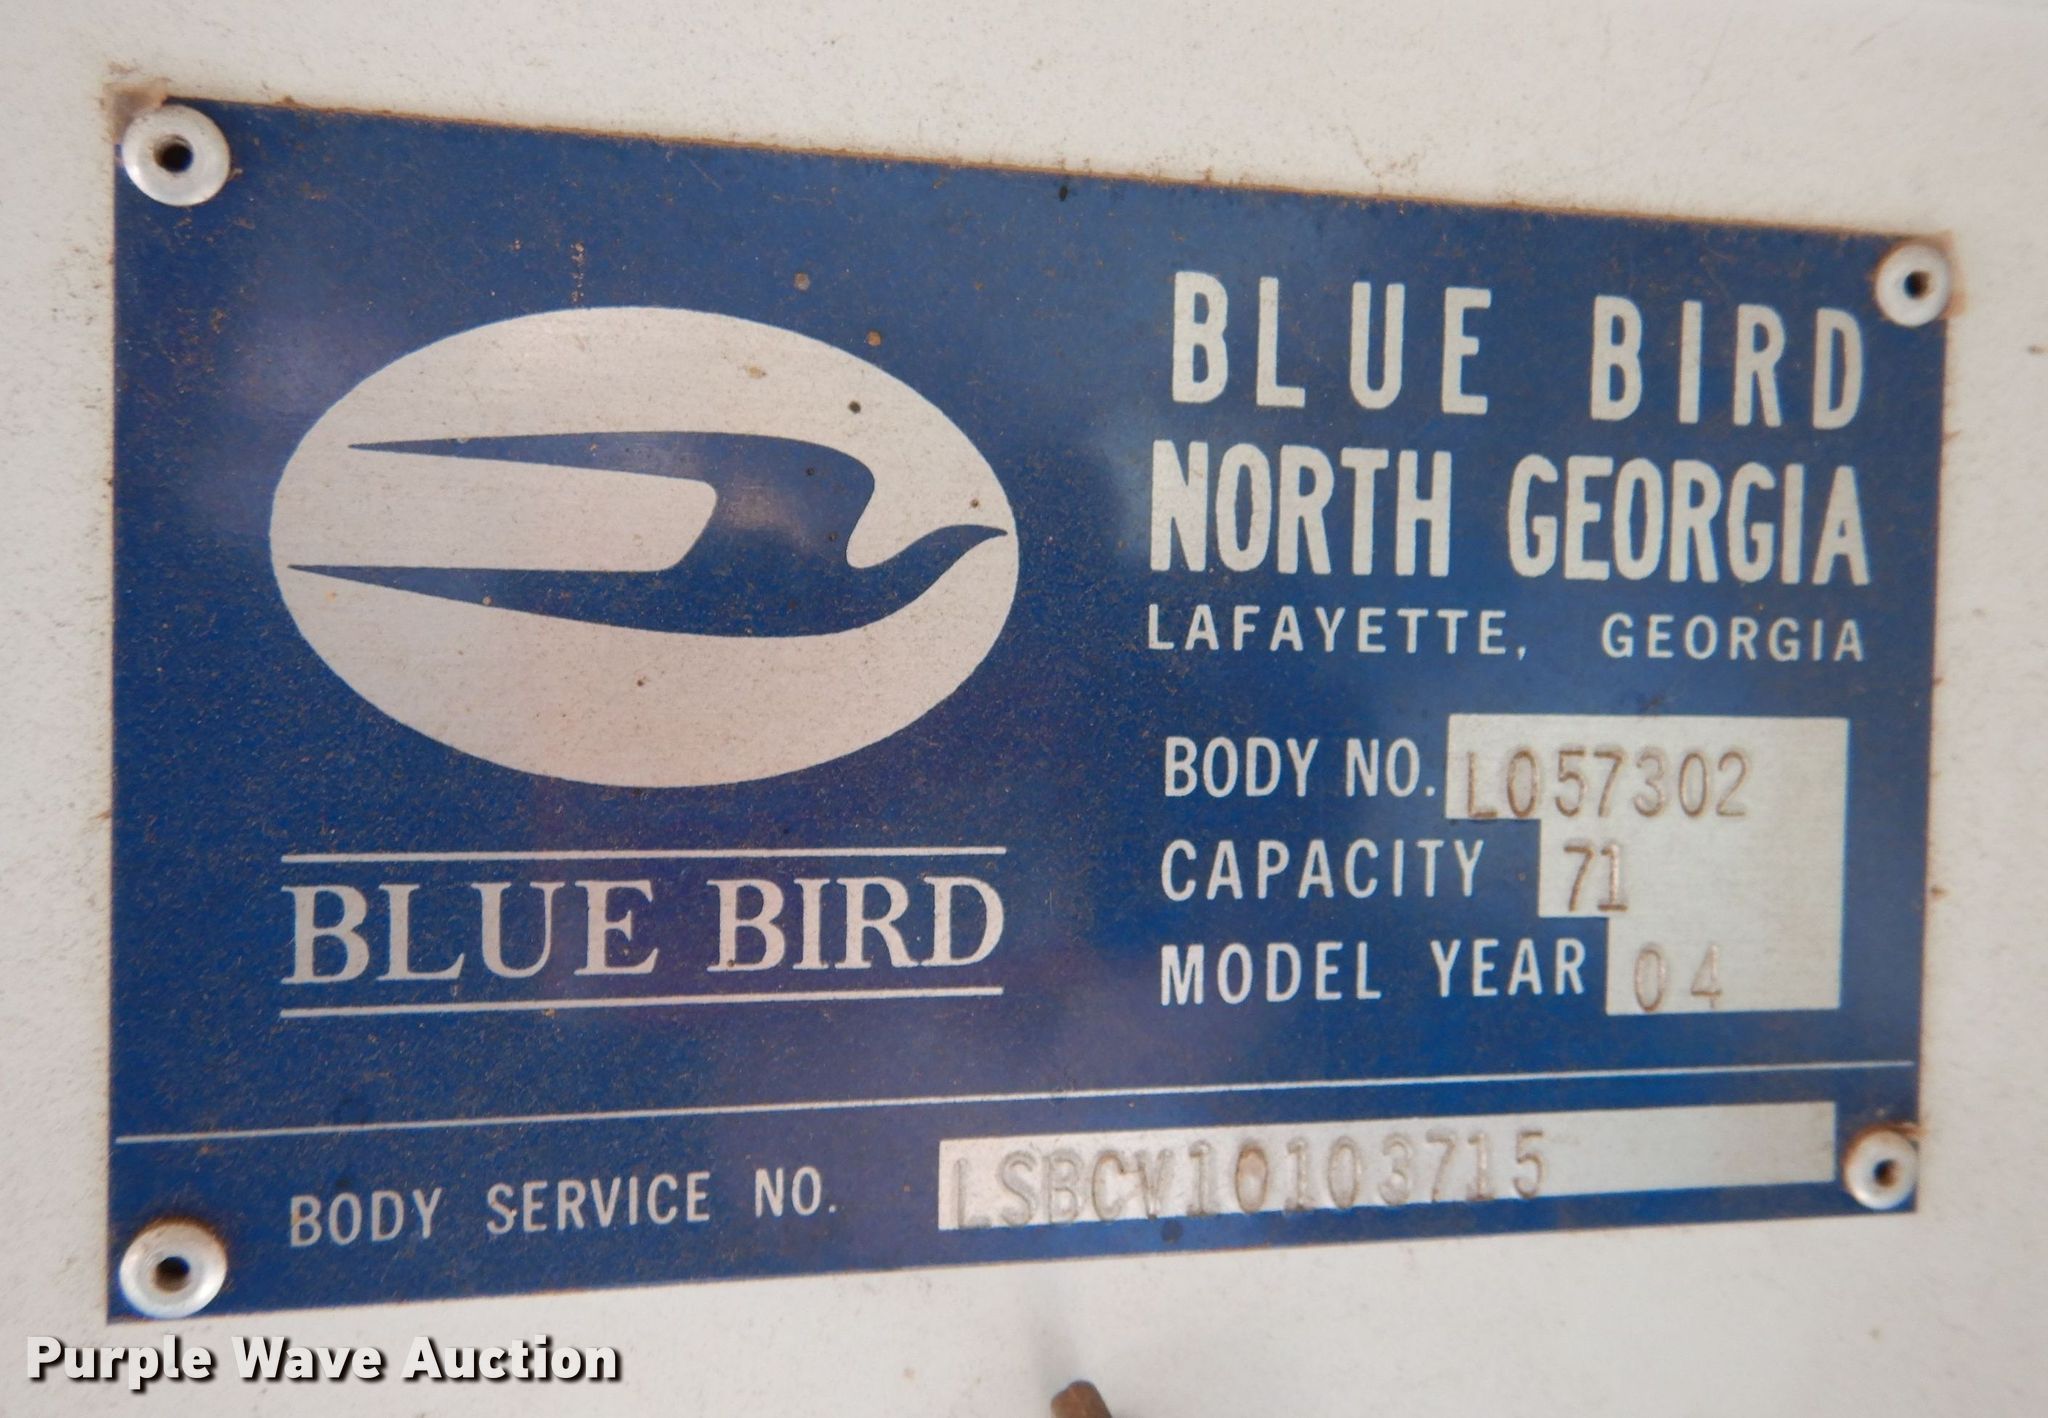 BLUE BIRD
NORTH GEORGIA
LAFAYETTE, GEORGIA
BODY NO. L057302
CAPACITY 71
MODEL YEAR 04
BLUE BIRD
BODY SERVICE NO. LSBCV10103715
Purple Wave Auction